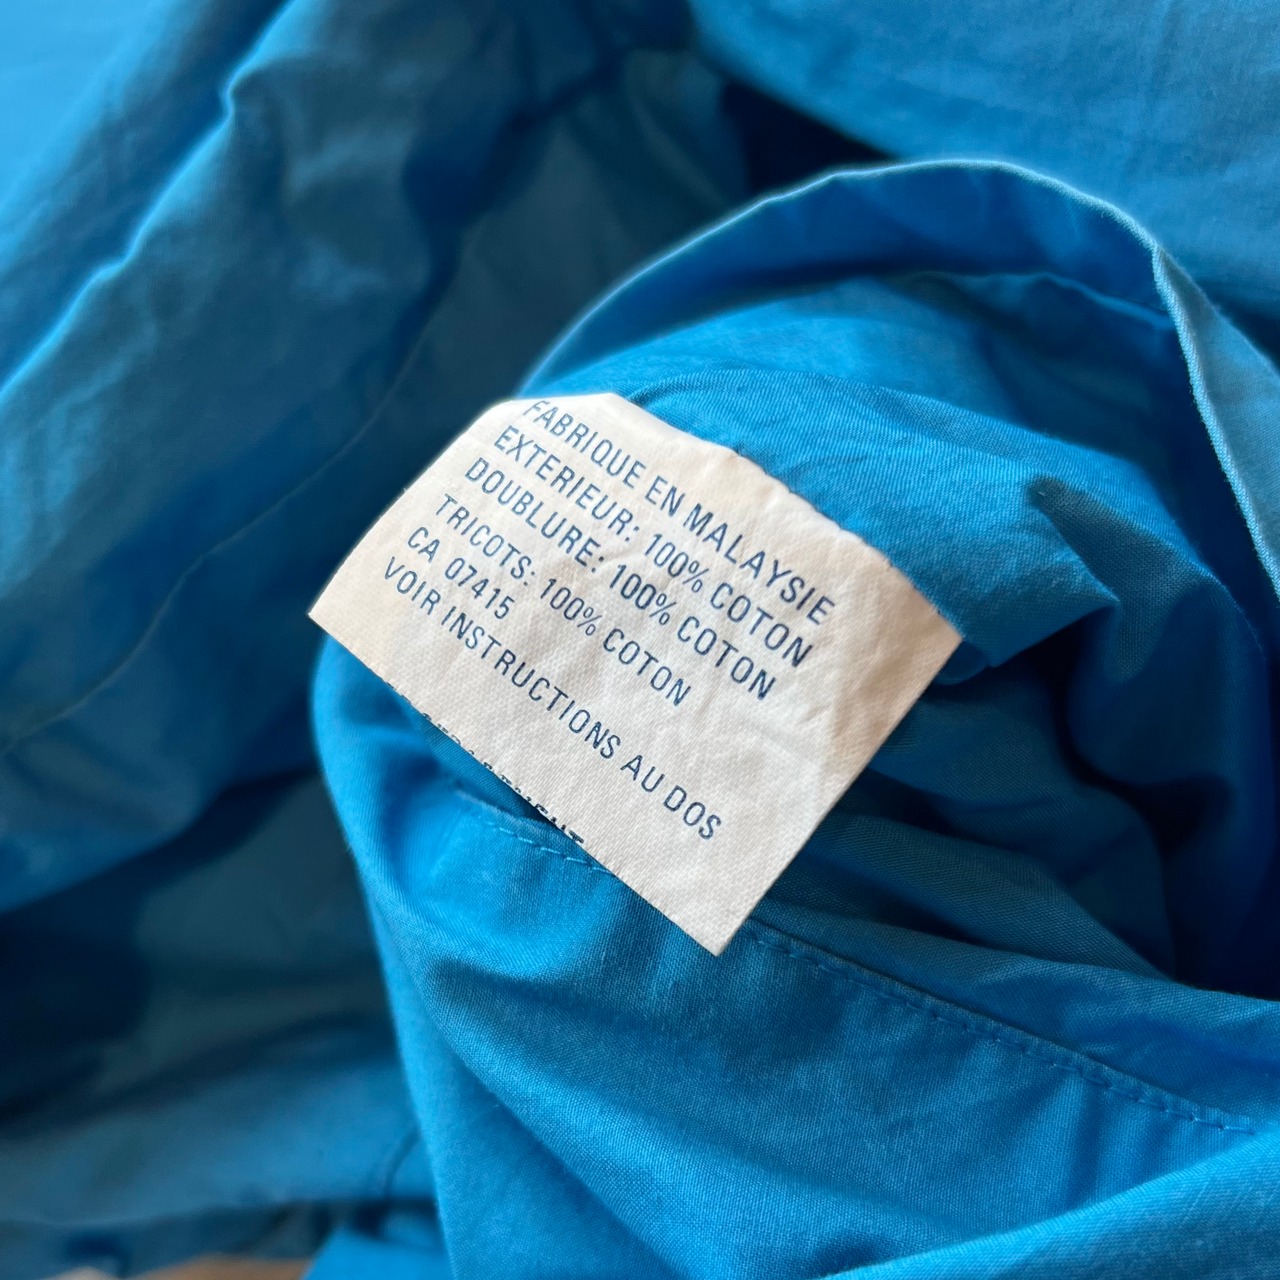 FABRIQUE EN MALAYSIE
EXTERIEUR: 100% COTON
DOUBLURE: 100% COTON
TRICOTS: 100% COTON
CA 07415
VOIR INSTRUCTIONS AU DOS